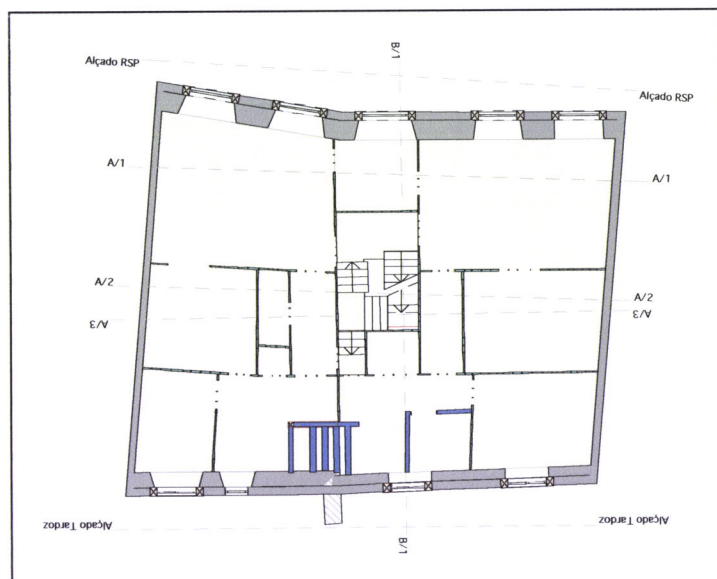 B/1
Alçado RSP
Alçado RSP
A/1
A/1
A/2
A/2
A/3
A/3
Alçado Tardoz
Alçado Tardoz
B/1